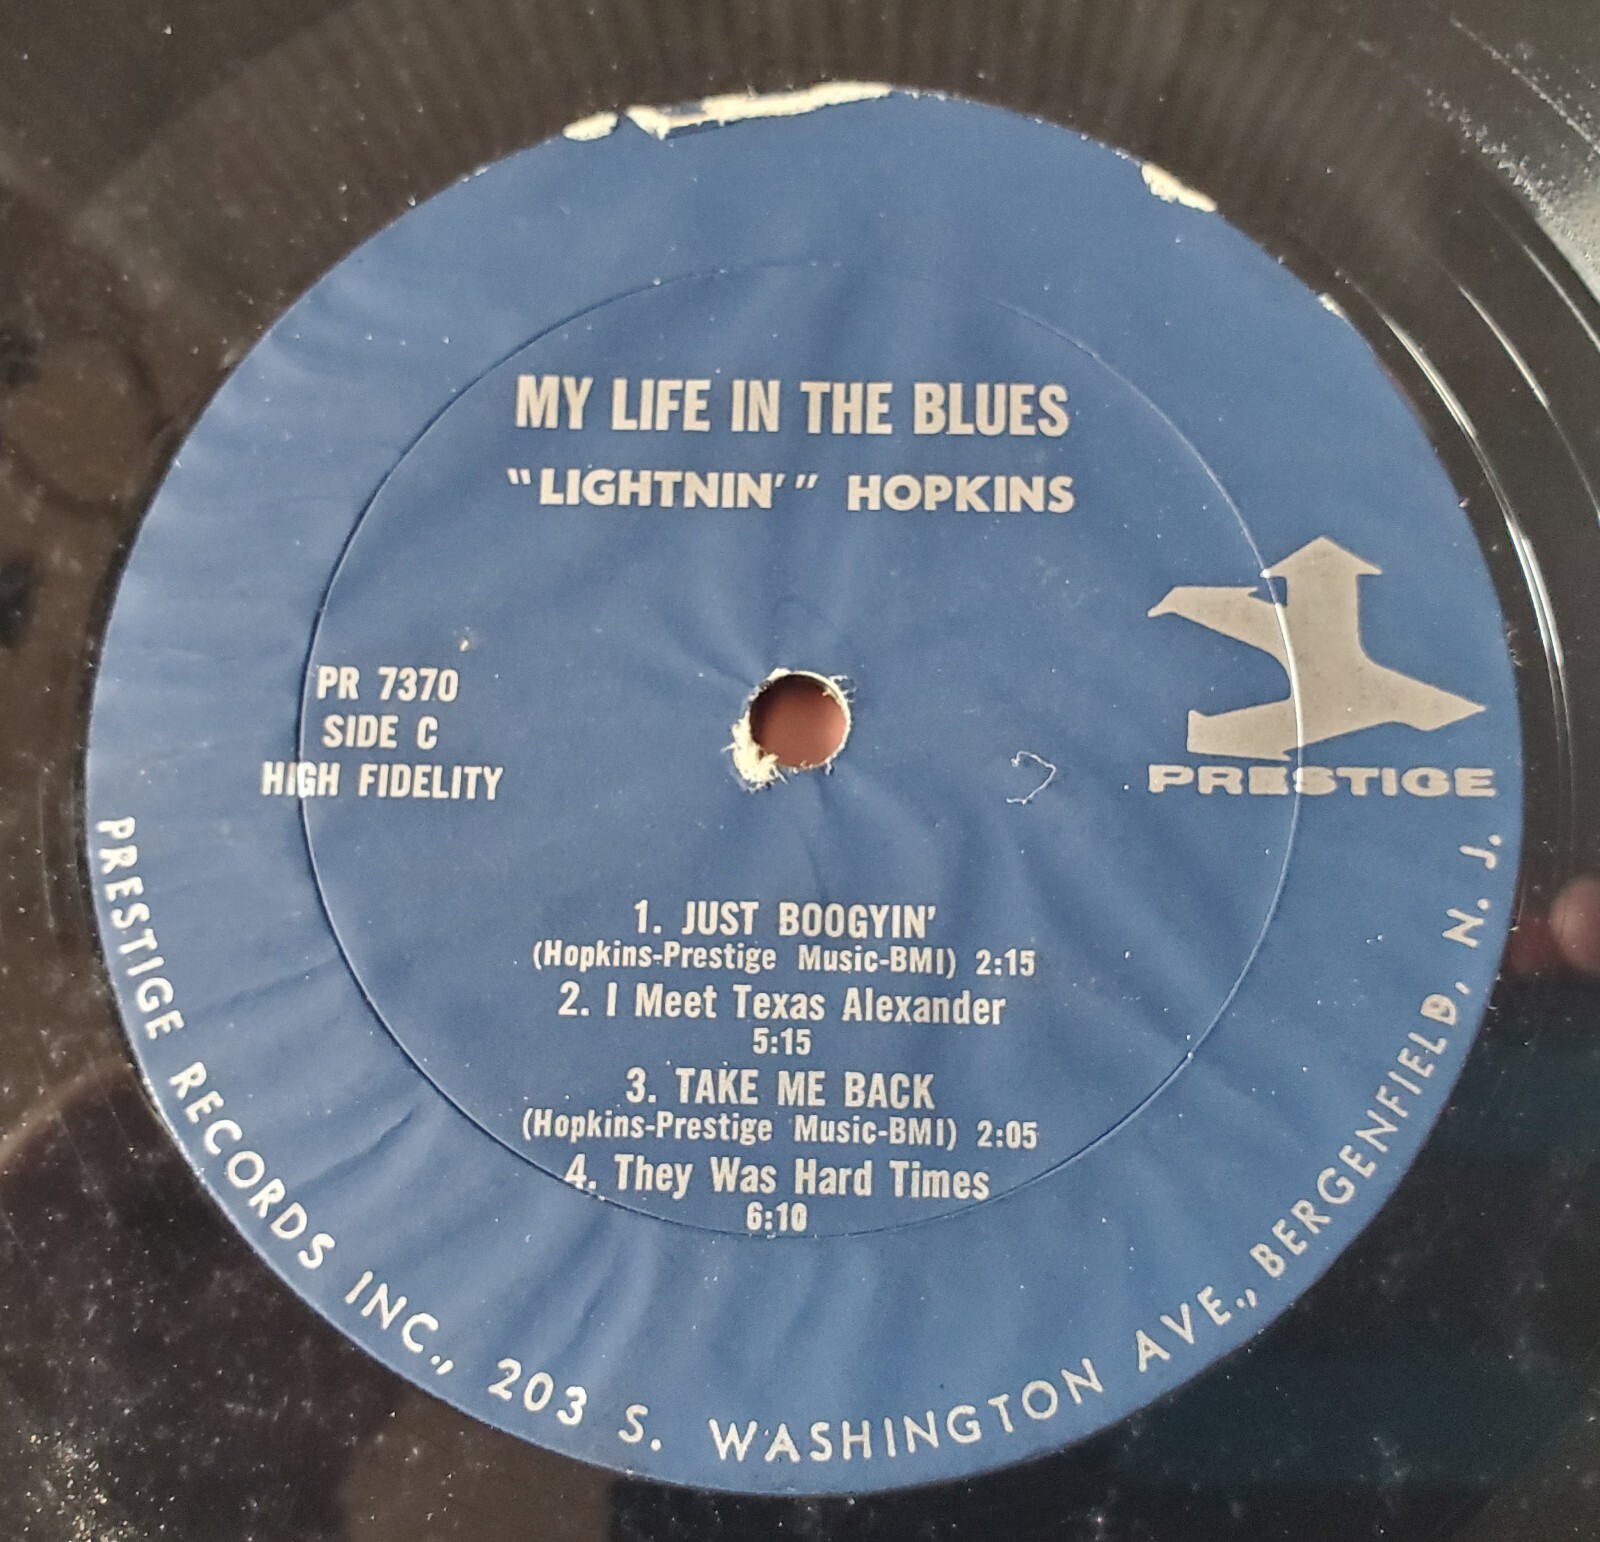 MY LIFE IN THE BLUES
"LIGHTNIN'" HOPKINS
PR 7370
SIDE C
HIGH FIDELITY
PRESTIGE
1. JUST BOOGYIN'
(Hopkins-Prestige Music-BMI) 2:15
2. I Meet Texas Alexander
5:15
3. TAKE ME BACK
(Hopkins-Prestige Music-BMI) 2:05
4. They Was Hard Times
6:10
PRESTIGE RECORDS INC., 203 S. WASHINGTON AVE., BERGENFIELD, N. J.